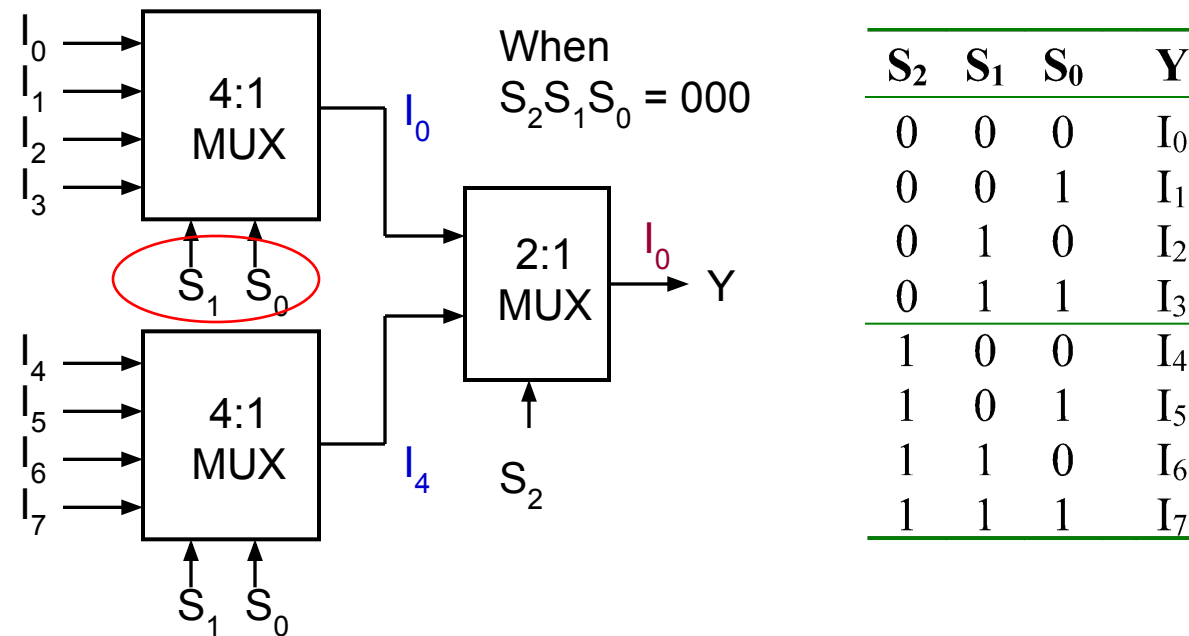 I₀
I₁
I₂
I₃
4:1
MUX
S₁ S₀
I₀
When
S₂S₁S₀ = 000
I₄
I₅
I₆
I₇
4:1
MUX
S₁ S₀
I₄
2:1
MUX
S₂
I₀
Y
S₂ S₁ S₀ Y
0 0 0 I₀
0 0 1 I₁
0 1 0 I₂
0 1 1 I₃
1 0 0 I₄
1 0 1 I₅
1 1 0 I₆
1 1 1 I₇